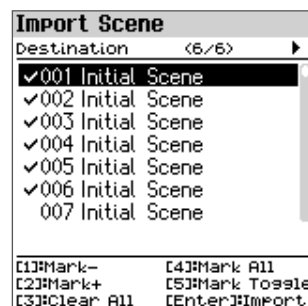 Import Scene
Destination <6/6> ▶
✓001 Initial Scene
✓002 Initial Scene
✓003 Initial Scene
✓004 Initial Scene
✓005 Initial Scene
✓006 Initial Scene
007 Initial Scene
[1]:Mark- [4]:Mark All
[2]:Mark+ [5]:Mark Toggle
[3]:Clear All [Enter]:Import